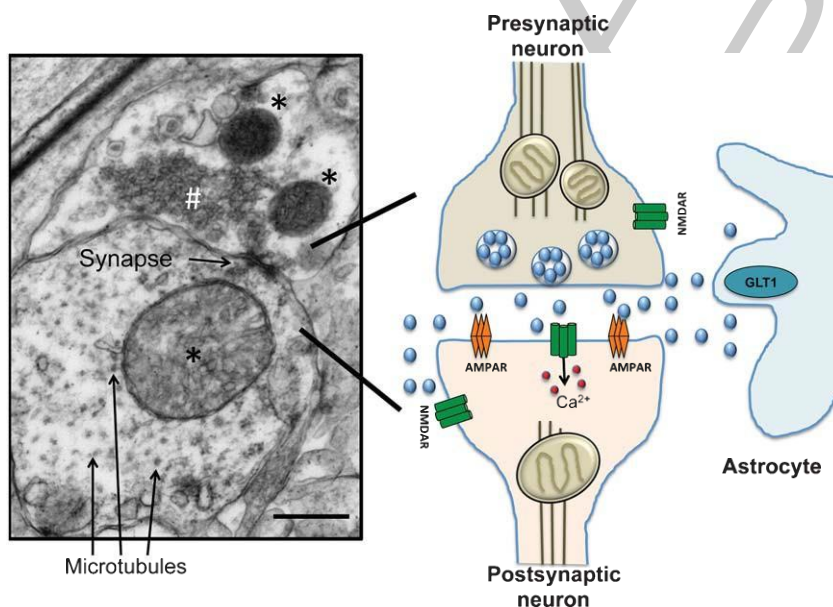 Presynaptic
neuron
*
*
#
Synapse
*
Microtubules
NMDAR
GLT1
AMPAR
AMPAR
Ca2+
NMDAR
Astrocyte
Postsynaptic
neuron